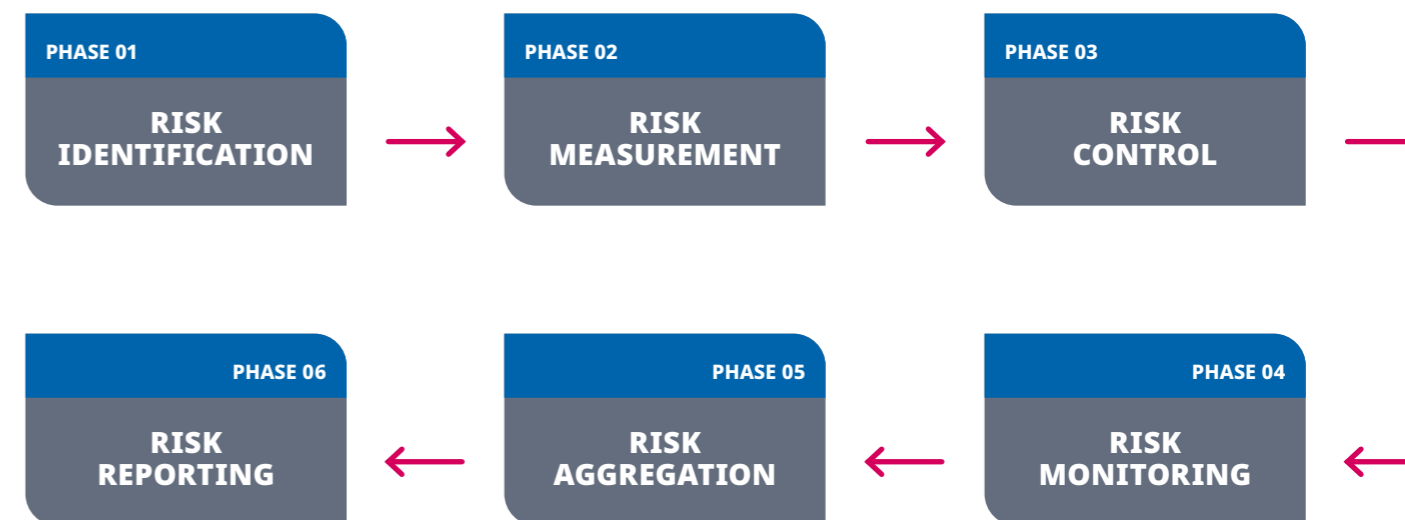 PHASE 01
RISK
IDENTIFICATION
PHASE 02
RISK
MEASUREMENT
PHASE 03
RISK
CONTROL
PHASE 04
RISK
MONITORING
PHASE 05
RISK
AGGREGATION
PHASE 06
RISK
REPORTING